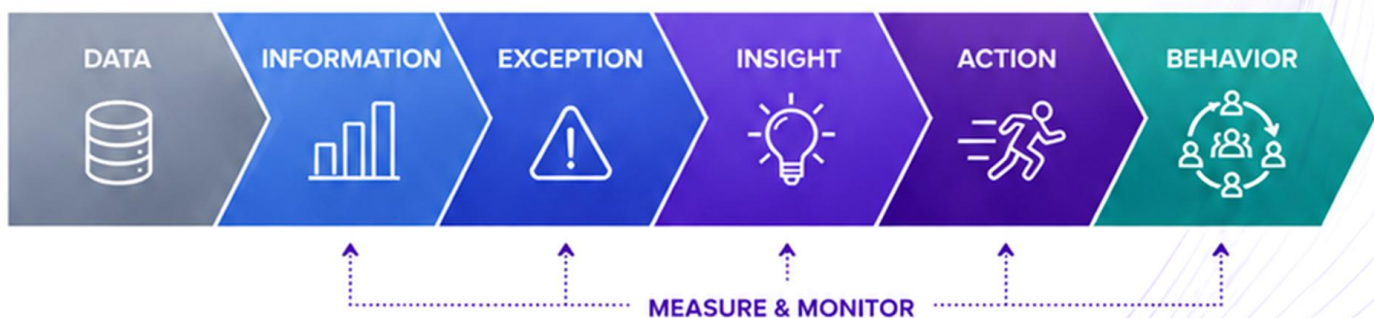 DATA
INFORMATION
EXCEPTION
INSIGHT
ACTION
BEHAVIOR
MEASURE & MONITOR